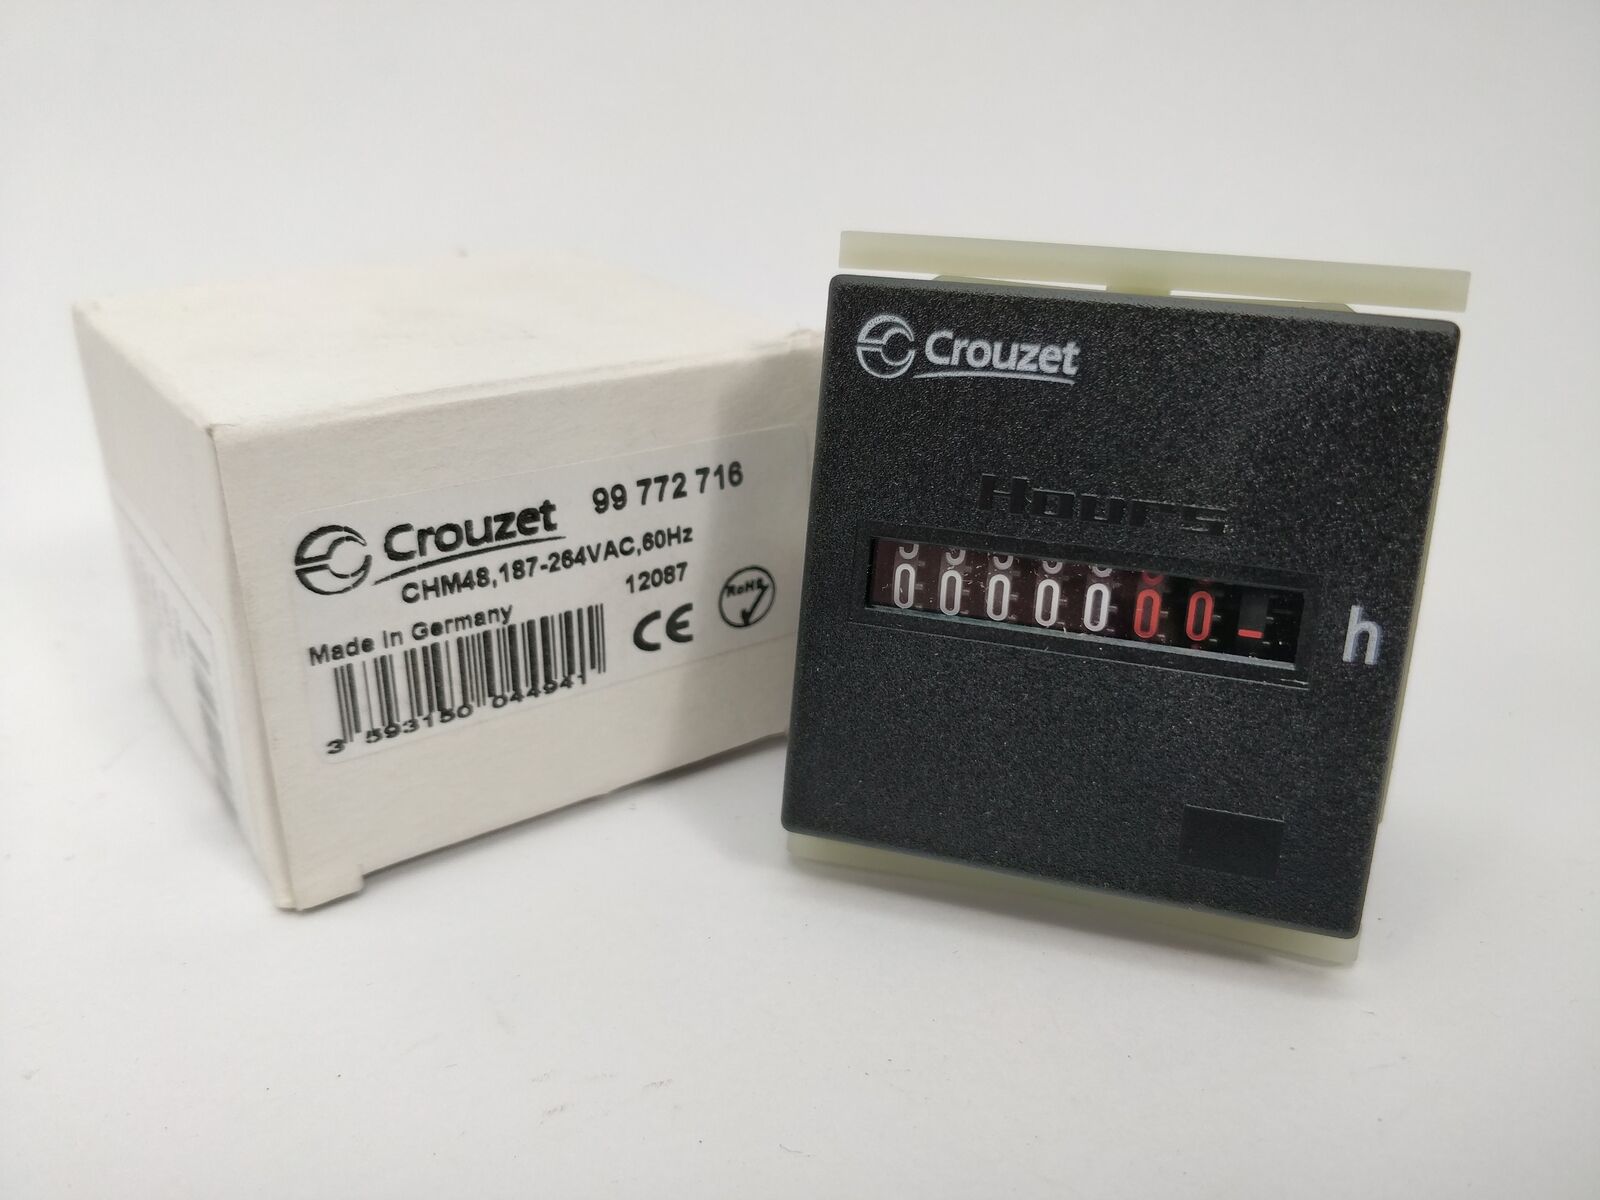 Crouzet 99 772 716
CHM48,187-264VAC,60Hz
Made in Germany 12087
CE RoHS
3 593150 044941
Crouzet
Hours
0000000
h